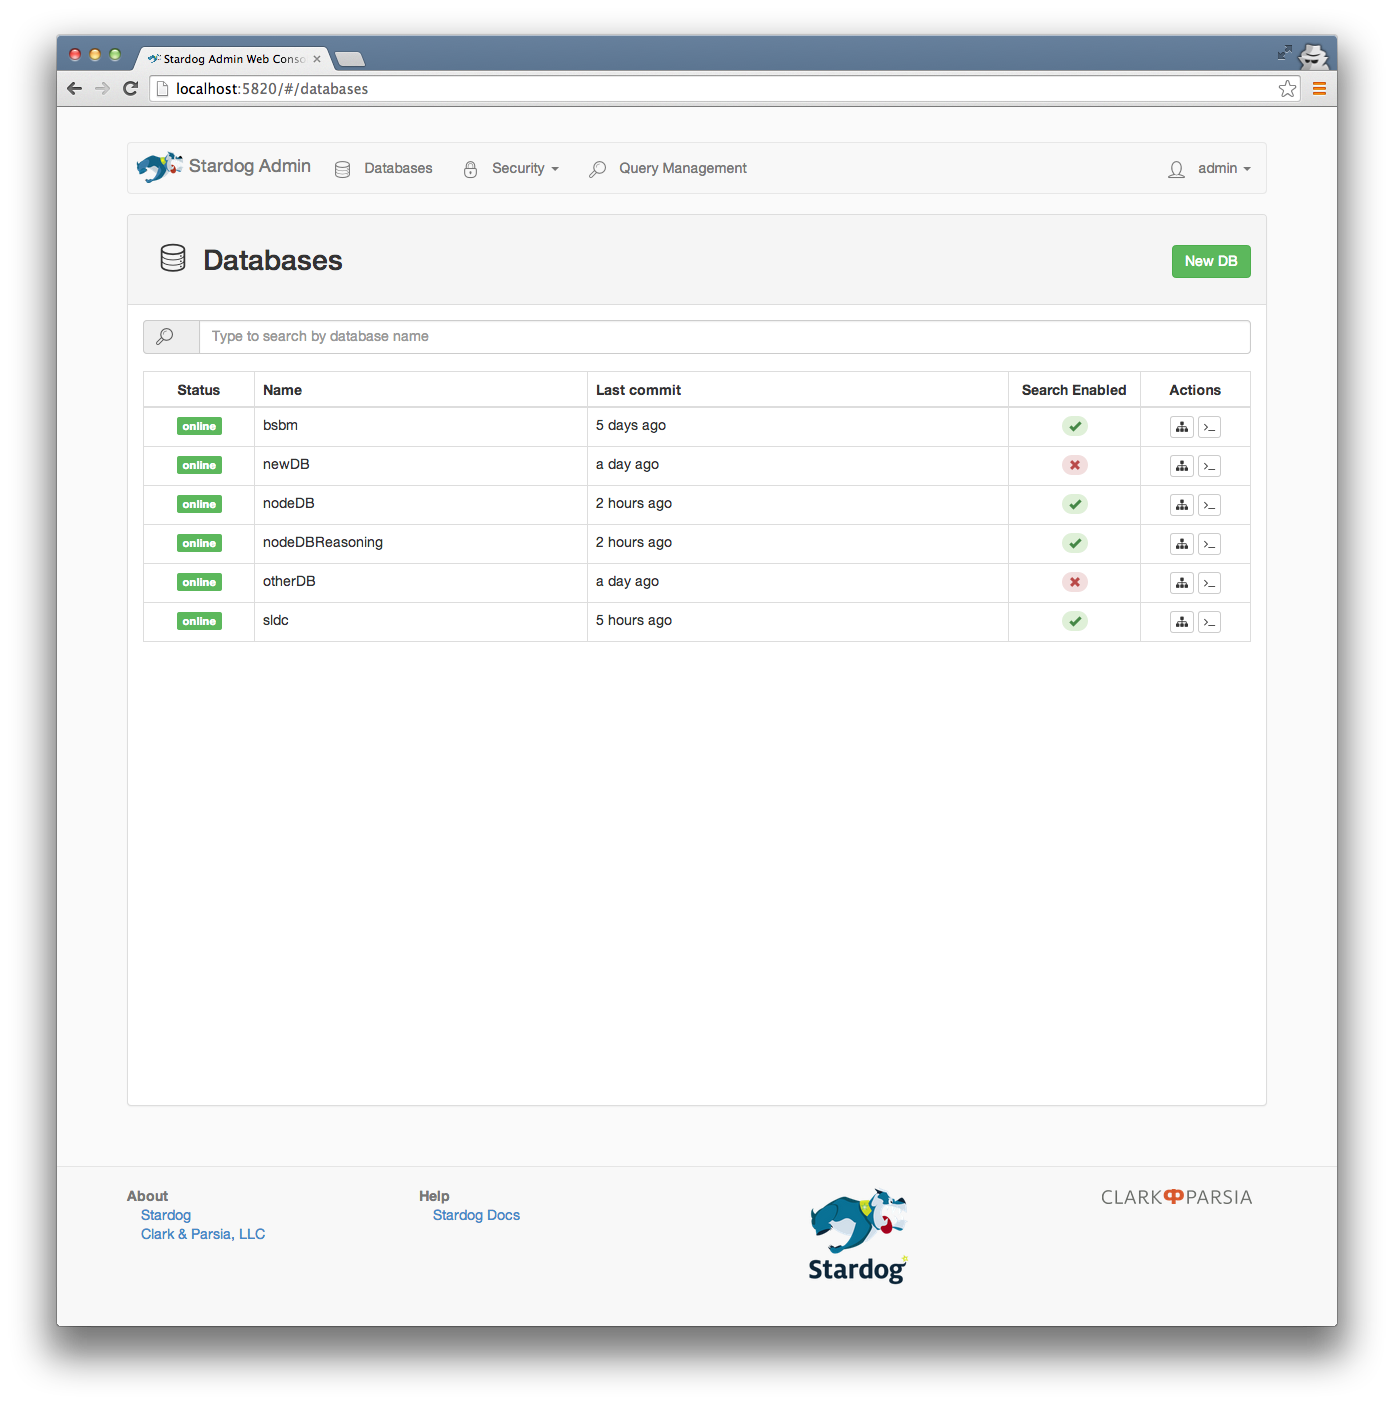 Stardog Admin Web Conso
localhost:5820/#/databases
Stardog Admin Databases Security Query Management admin
Databases New DB
Type to search by database name
Status Name Last commit Search Enabled Actions
online bsbm 5 days ago
online newDB a day ago
online nodeDB 2 hours ago
online nodeDBReasoning 2 hours ago
online otherDB a day ago
online sldc 5 hours ago
About
Stardog
Clark & Parsia, LLC
Help
Stardog Docs
Stardog
CLARK PARSIA